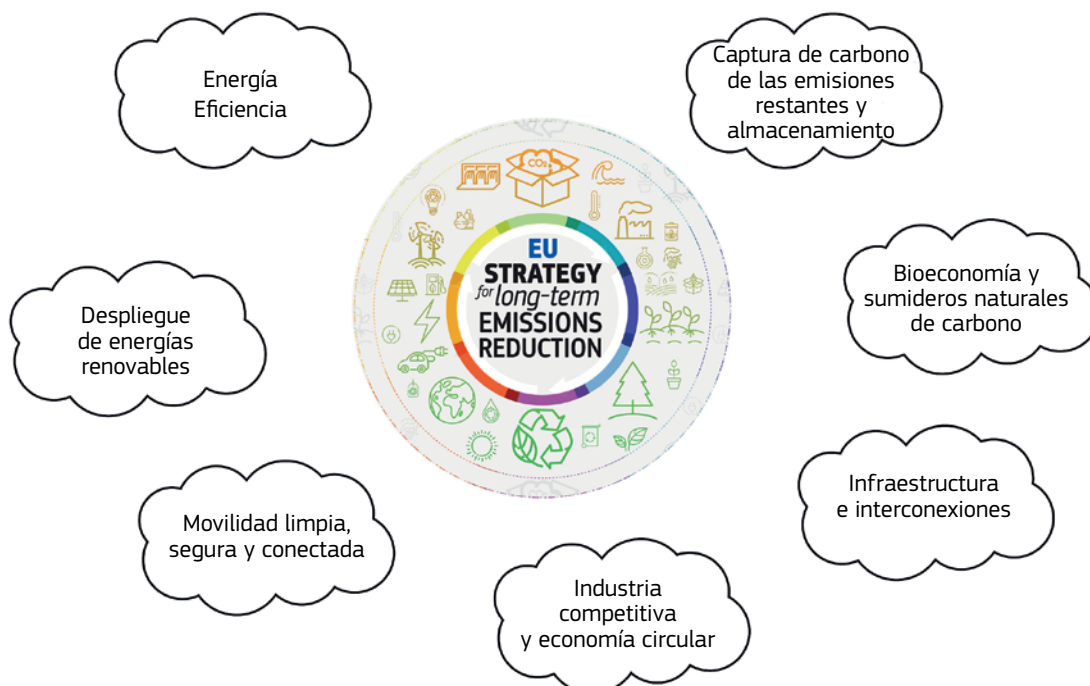 Energía
Eficiencia
Captura de carbono
de las emisiones
restantes y
almacenamiento
CO₂
EU
STRATEGY
for long-term
EMISSIONS
REDUCTION
Despliegue
de energías
renovables
Bioeconomía y
sumideros naturales
de carbono
Movilidad limpia,
segura y conectada
Infraestructura
e interconexiones
Industria
competitiva
y economía circular